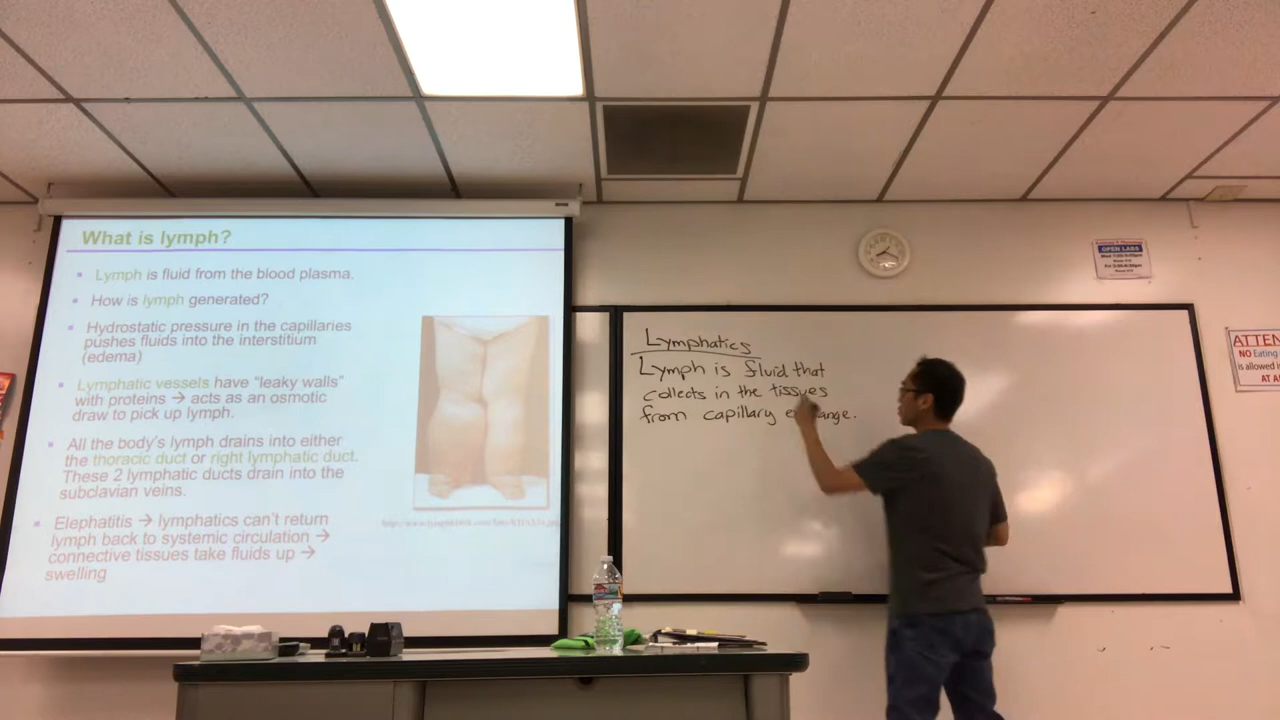 What is lymph?
Lymph is fluid from the blood plasma.
How is lymph generated?
Hydrostatic pressure in the capillaries
pushes fluids into the interstitium
(edema)
Lymphatic vessels have “leaky walls”
with proteins → acts as an osmotic
draw to pick up lymph.
All the body's lymph drains into either
the thoracic duct or right lymphatic duct.
These 2 lymphatic ducts drain into the
subclavian veins.
Elephatitis → lymphatics can't return
lymph back to systemic circulation →
connective tissues take fluids up →
swelling
Lymphatics
Lymph is fluid that
collects in the tissues
from capillary
OPEN LABS
ATTEN
NO Eating
is allowed